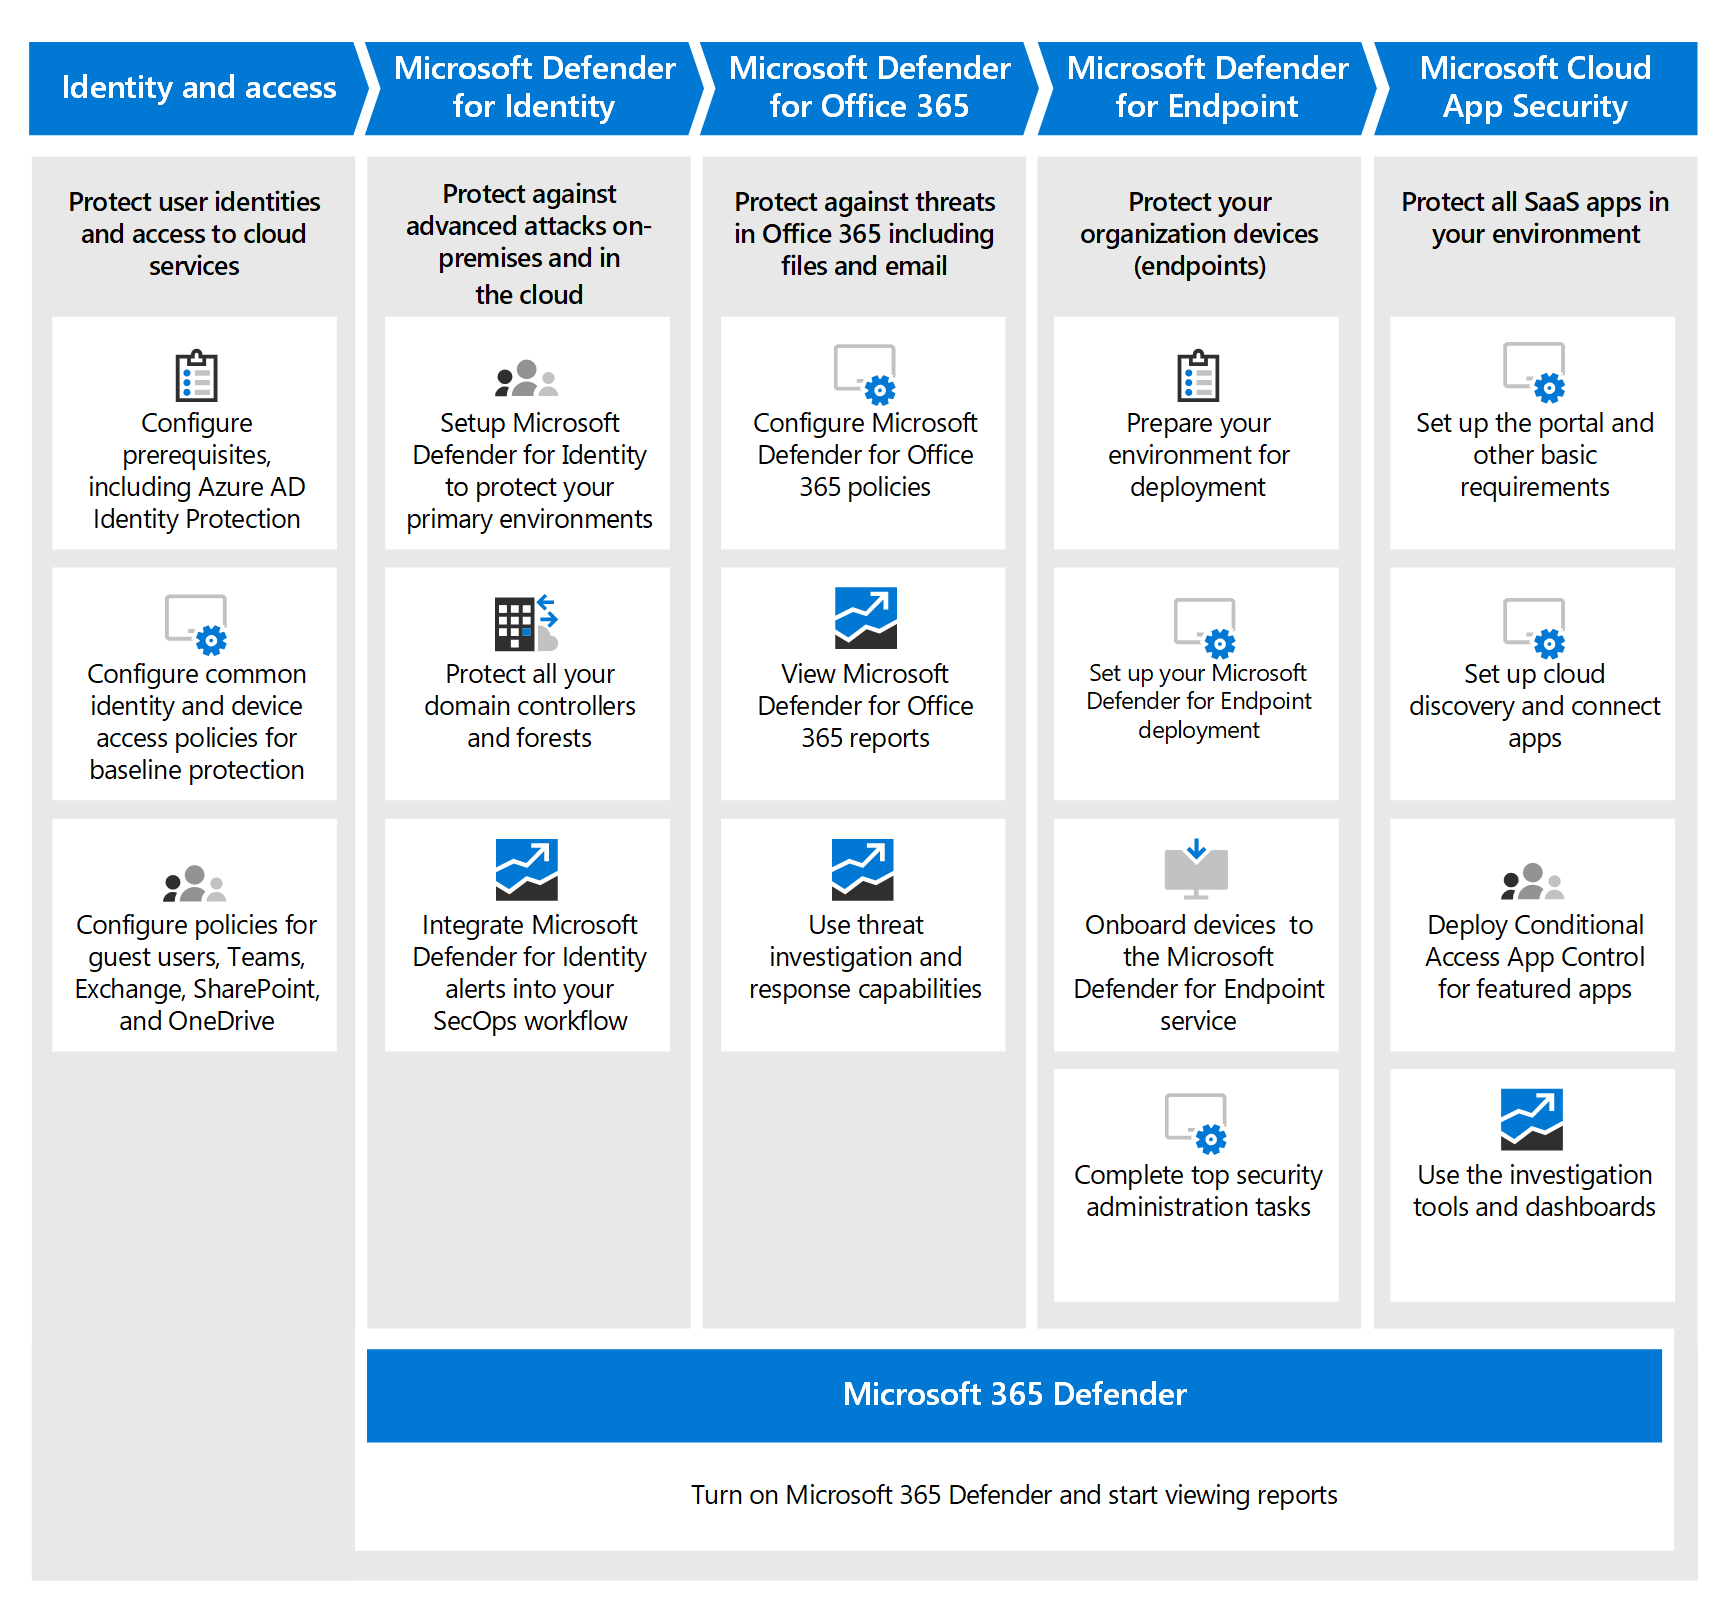 Identity and access
Microsoft Defender
for Identity
Microsoft Defender
for Office 365
Microsoft Defender
for Endpoint
Microsoft Cloud
App Security
Protect user identities
and access to cloud
services
Configure
prerequisites,
including Azure AD
Identity Protection
Configure common
identity and device
access policies for
baseline protection
Configure policies for
guest users, Teams,
Exchange, SharePoint,
and OneDrive
Protect against
advanced attacks on-
premises and in
the cloud
Setup Microsoft
Defender for Identity
to protect your
primary environments
Protect all your
domain controllers
and forests
Integrate Microsoft
Defender for Identity
alerts into your
SecOps workflow
Protect against threats
in Office 365 including
files and email
Configure Microsoft
Defender for Office
365 policies
View Microsoft
Defender for Office
365 reports
Use threat
investigation and
response capabilities
Protect your
organization devices
(endpoints)
Prepare your
environment for
deployment
Set up your Microsoft
Defender for Endpoint
deployment
Onboard devices  to
the Microsoft
Defender for Endpoint
service
Complete top security
administration tasks
Protect all SaaS apps in
your environment
Set up the portal and
other basic
requirements
Set up cloud
discovery and connect
apps
Deploy Conditional
Access App Control
for featured apps
Use the investigation
tools and dashboards
Microsoft 365 Defender
Turn on Microsoft 365 Defender and start viewing reports